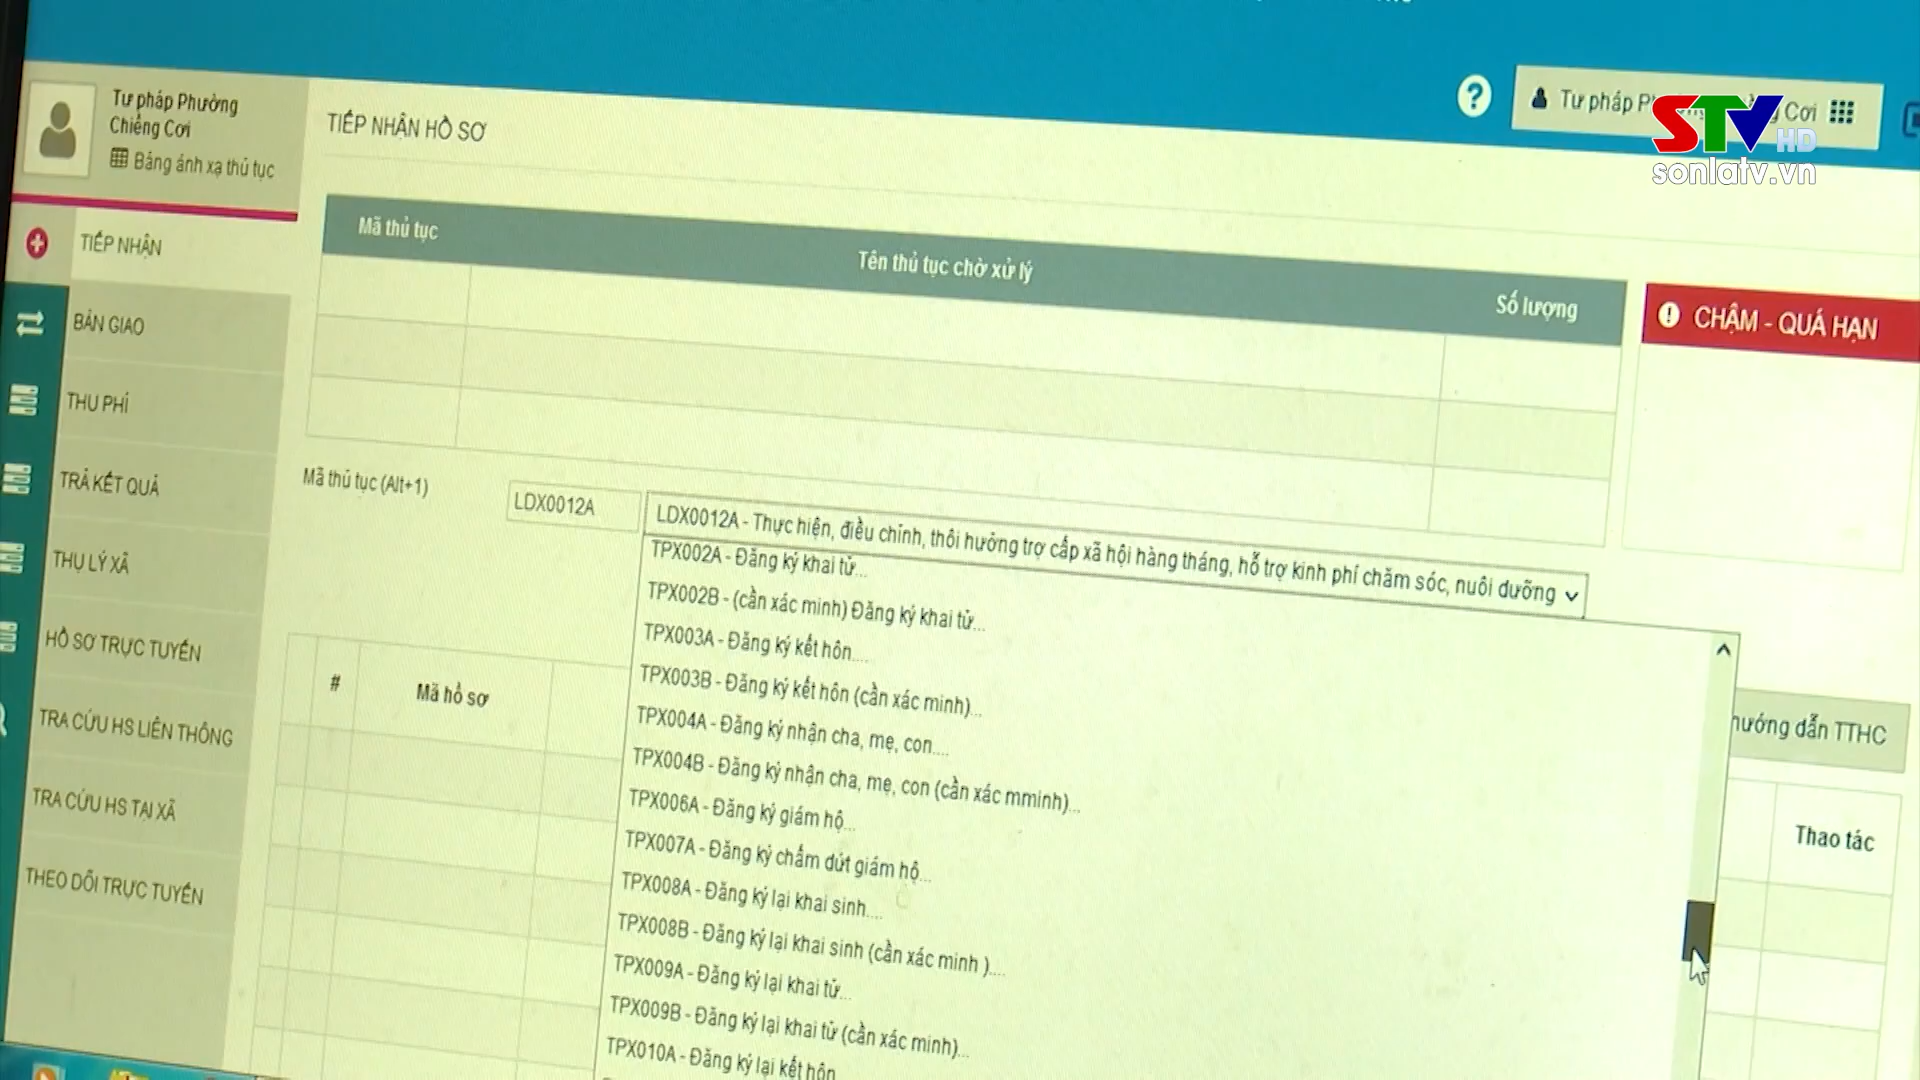 Tư pháp Phường
Chiềng Cơi
Bảng ánh xạ thủ tục
TIẾP NHẬN HỒ SƠ
?
Tư pháp Cơi
STV HD
sonlatv.vn
TIẾP NHẬN
BÀN GIAO
THU PHÍ
TRẢ KẾT QUẢ
THỤ LÝ XÃ
HỒ SƠ TRỰC TUYẾN
TRA CỨU HS LIÊN THÔNG
TRA CỨU HS TẠI XÃ
THEO DÕI TRỰC TUYẾN
Mã thủ tục
Tên thủ tục chờ xử lý
Số lượng
CHẬM - QUÁ HẠN
Mã thủ tục (Alt+1)
LDX0012A
LDX0012A - Thực hiện, điều chỉnh, thôi hưởng trợ cấp xã hội hàng tháng, hỗ trợ kinh phí chăm sóc, nuôi dưỡng
TPX002A - Đăng ký khai tử...
TPX002B - (cần xác minh) Đăng ký khai tử...
TPX003A - Đăng ký kết hôn....
TPX003B - Đăng ký kết hôn (cần xác minh)...
TPX004A - Đăng ký nhận cha, mẹ, con....
TPX004B - Đăng ký nhận cha, mẹ, con (cần xác mminh)...
TPX006A - Đăng ký giám hộ...
TPX007A - Đăng ký chấm dứt giám hộ...
TPX008A - Đăng ký lại khai sinh....
TPX008B - Đăng ký lại khai sinh (cần xác minh )....
TPX009A - Đăng ký lại khai tử...
TPX009B - Đăng ký lại khai tử (cần xác minh)...
TPX010A - Đăng ký lại kết hôn
# Mã hồ sơ
hướng dẫn TTHC
Thao tác